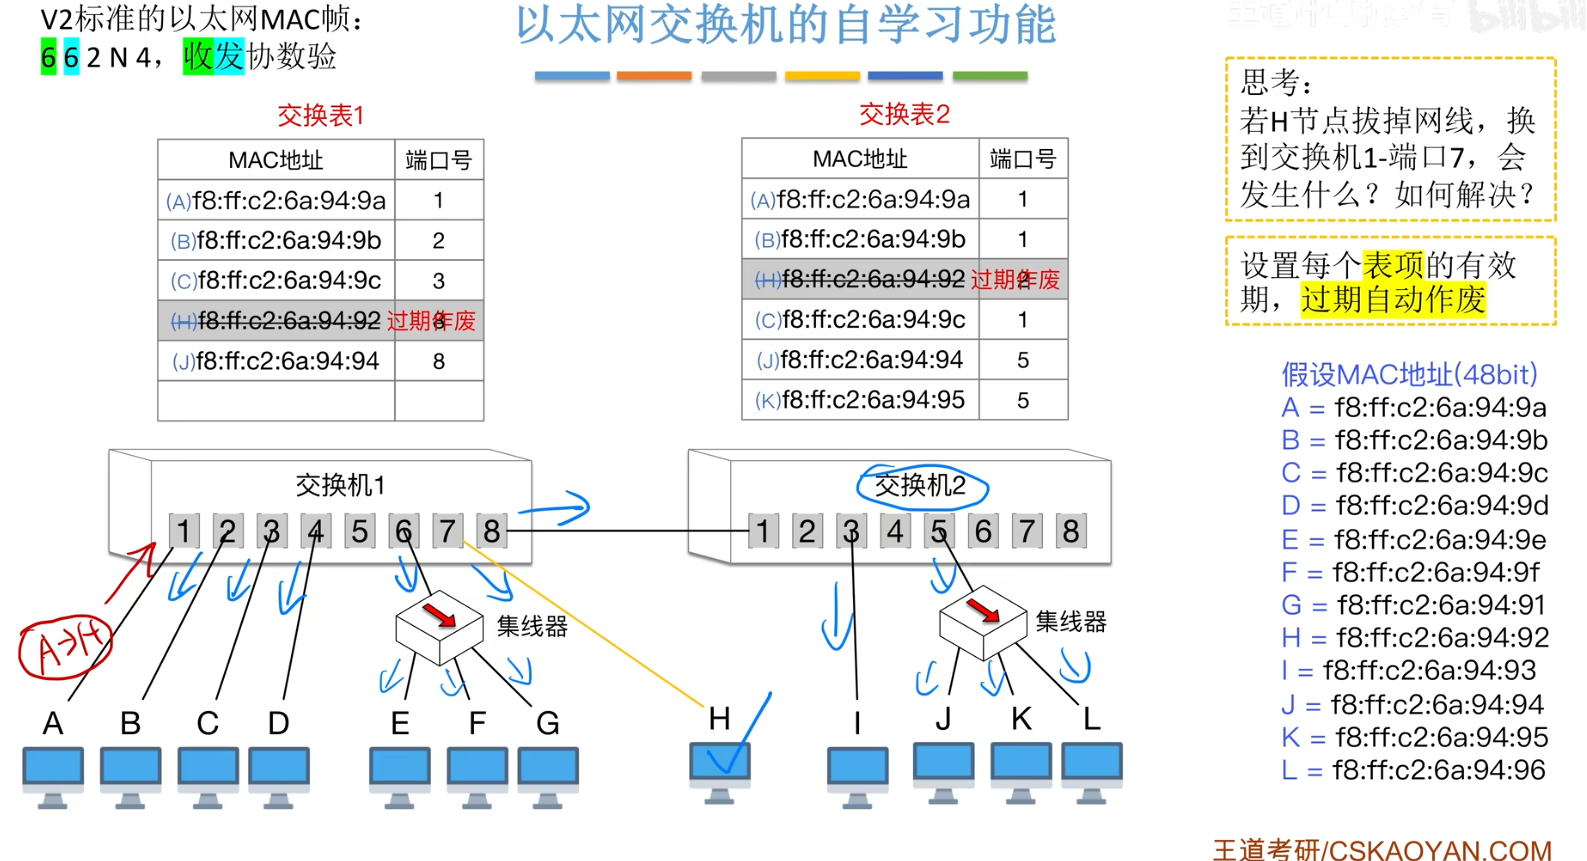 V2标准的以太网MAC帧：
6 6 2 N 4，收发协数验
以太网交换机的自学习功能
bilibili
思考：
若H节点拔掉网线，换
到交换机1-端口7，会
发生什么？如何解决？
设置每个表项的有效
期，过期自动作废
交换表1
MAC地址 端口号
(A)f8:ff:c2:6a:94:9a 1
(B)f8:ff:c2:6a:94:9b 2
(C)f8:ff:c2:6a:94:9c 3
(H)f8:ff:c2:6a:94:92 过期作废 8
(J)f8:ff:c2:6a:94:94 8
交换表2
MAC地址 端口号
(A)f8:ff:c2:6a:94:9a 1
(B)f8:ff:c2:6a:94:9b 1
(H)f8:ff:c2:6a:94:92 过期作废 2
(C)f8:ff:c2:6a:94:9c 1
(J)f8:ff:c2:6a:94:94 5
(K)f8:ff:c2:6a:94:95 5
假设MAC地址(48bit)
A = f8:ff:c2:6a:94:9a
B = f8:ff:c2:6a:94:9b
C = f8:ff:c2:6a:94:9c
D = f8:ff:c2:6a:94:9d
E = f8:ff:c2:6a:94:9e
F = f8:ff:c2:6a:94:9f
G = f8:ff:c2:6a:94:91
H = f8:ff:c2:6a:94:92
I = f8:ff:c2:6a:94:93
J = f8:ff:c2:6a:94:94
K = f8:ff:c2:6a:94:95
L = f8:ff:c2:6a:94:96
交换机1
1 2 3 4 5 6 7 8
交换机2
1 2 3 4 5 6 7 8
集线器
集线器
A→H
A B C D E F G H I J K L
王道考研/CSKAOYAN.COM